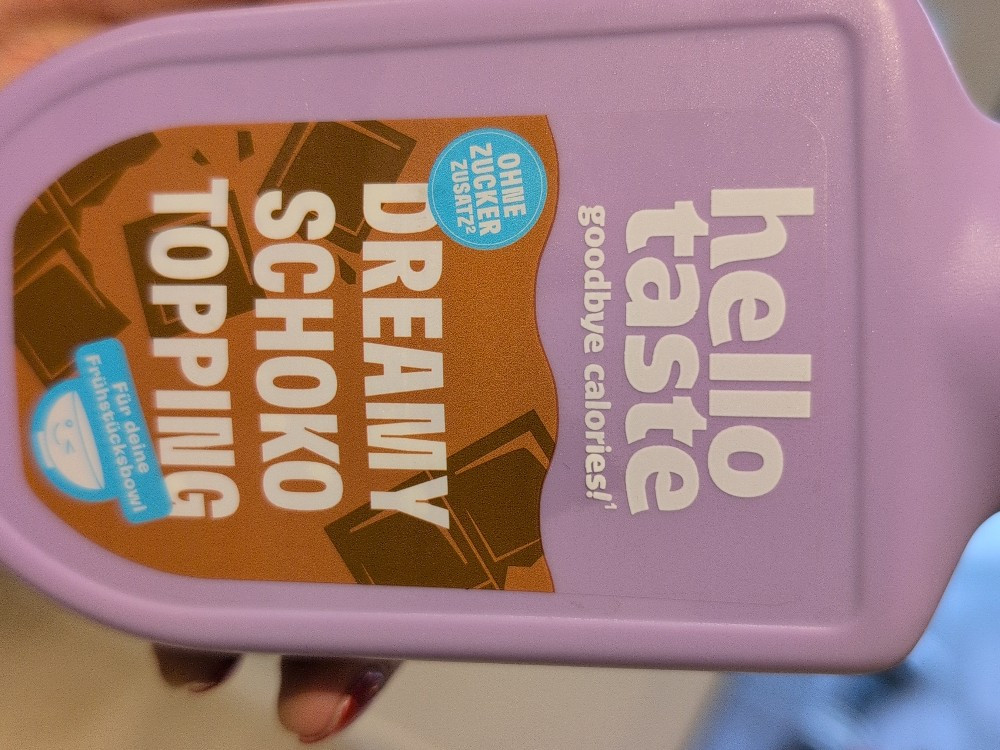 hello
taste
goodbye calories!¹
OHNE
ZUCKER
ZUSATZ²
DREAMY
SCHOKO
TOPPING
Für deine
Frühstücksbowl